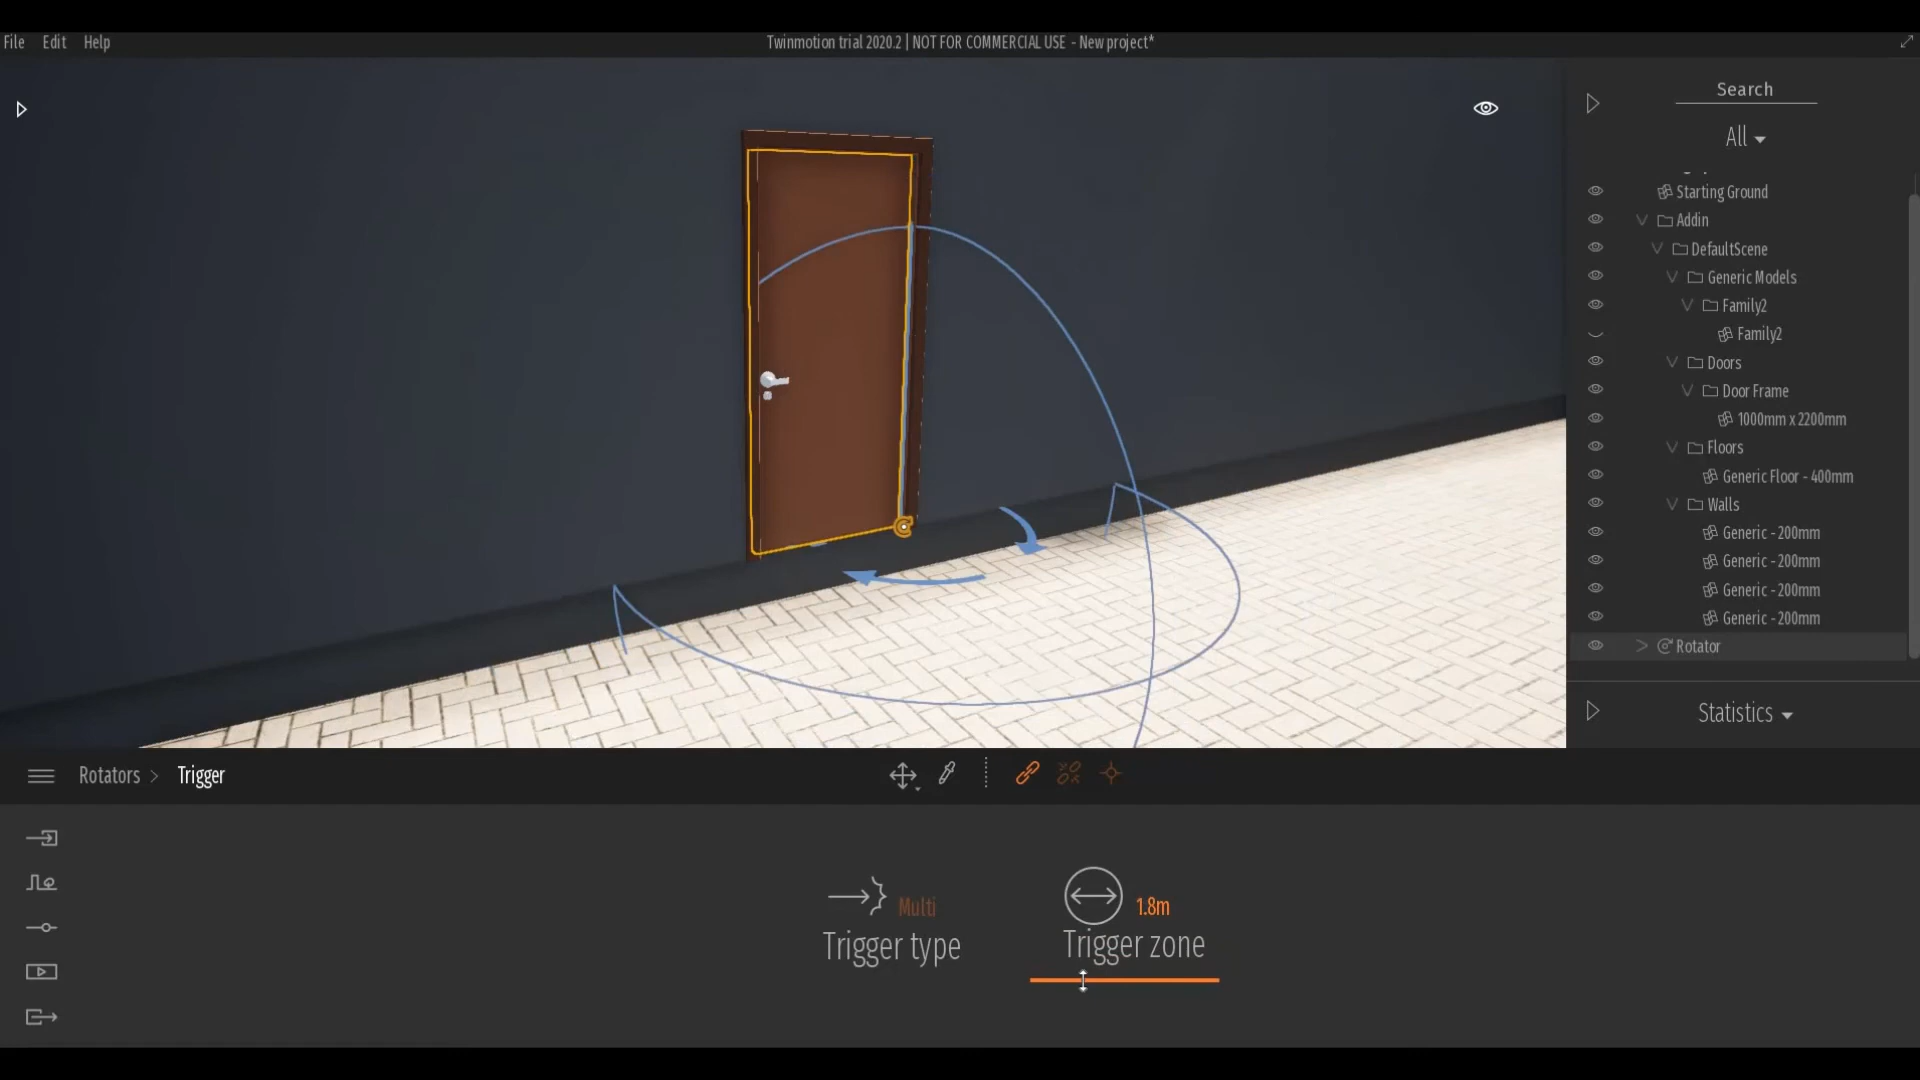 File Edit Help
Twinmotion trial 2020.2 | NOT FOR COMMERCIAL USE - New project*
Search
All
Starting Ground
Addin
DefaultScene
Generic Models
Family2
Family2
Doors
Door Frame
1000mm x 2200mm
Floors
Generic Floor - 400mm
Walls
Generic - 200mm
Generic - 200mm
Generic - 200mm
Generic - 200mm
Rotator
Statistics
Rotators > Trigger
Multi
Trigger type
1.8m
Trigger zone